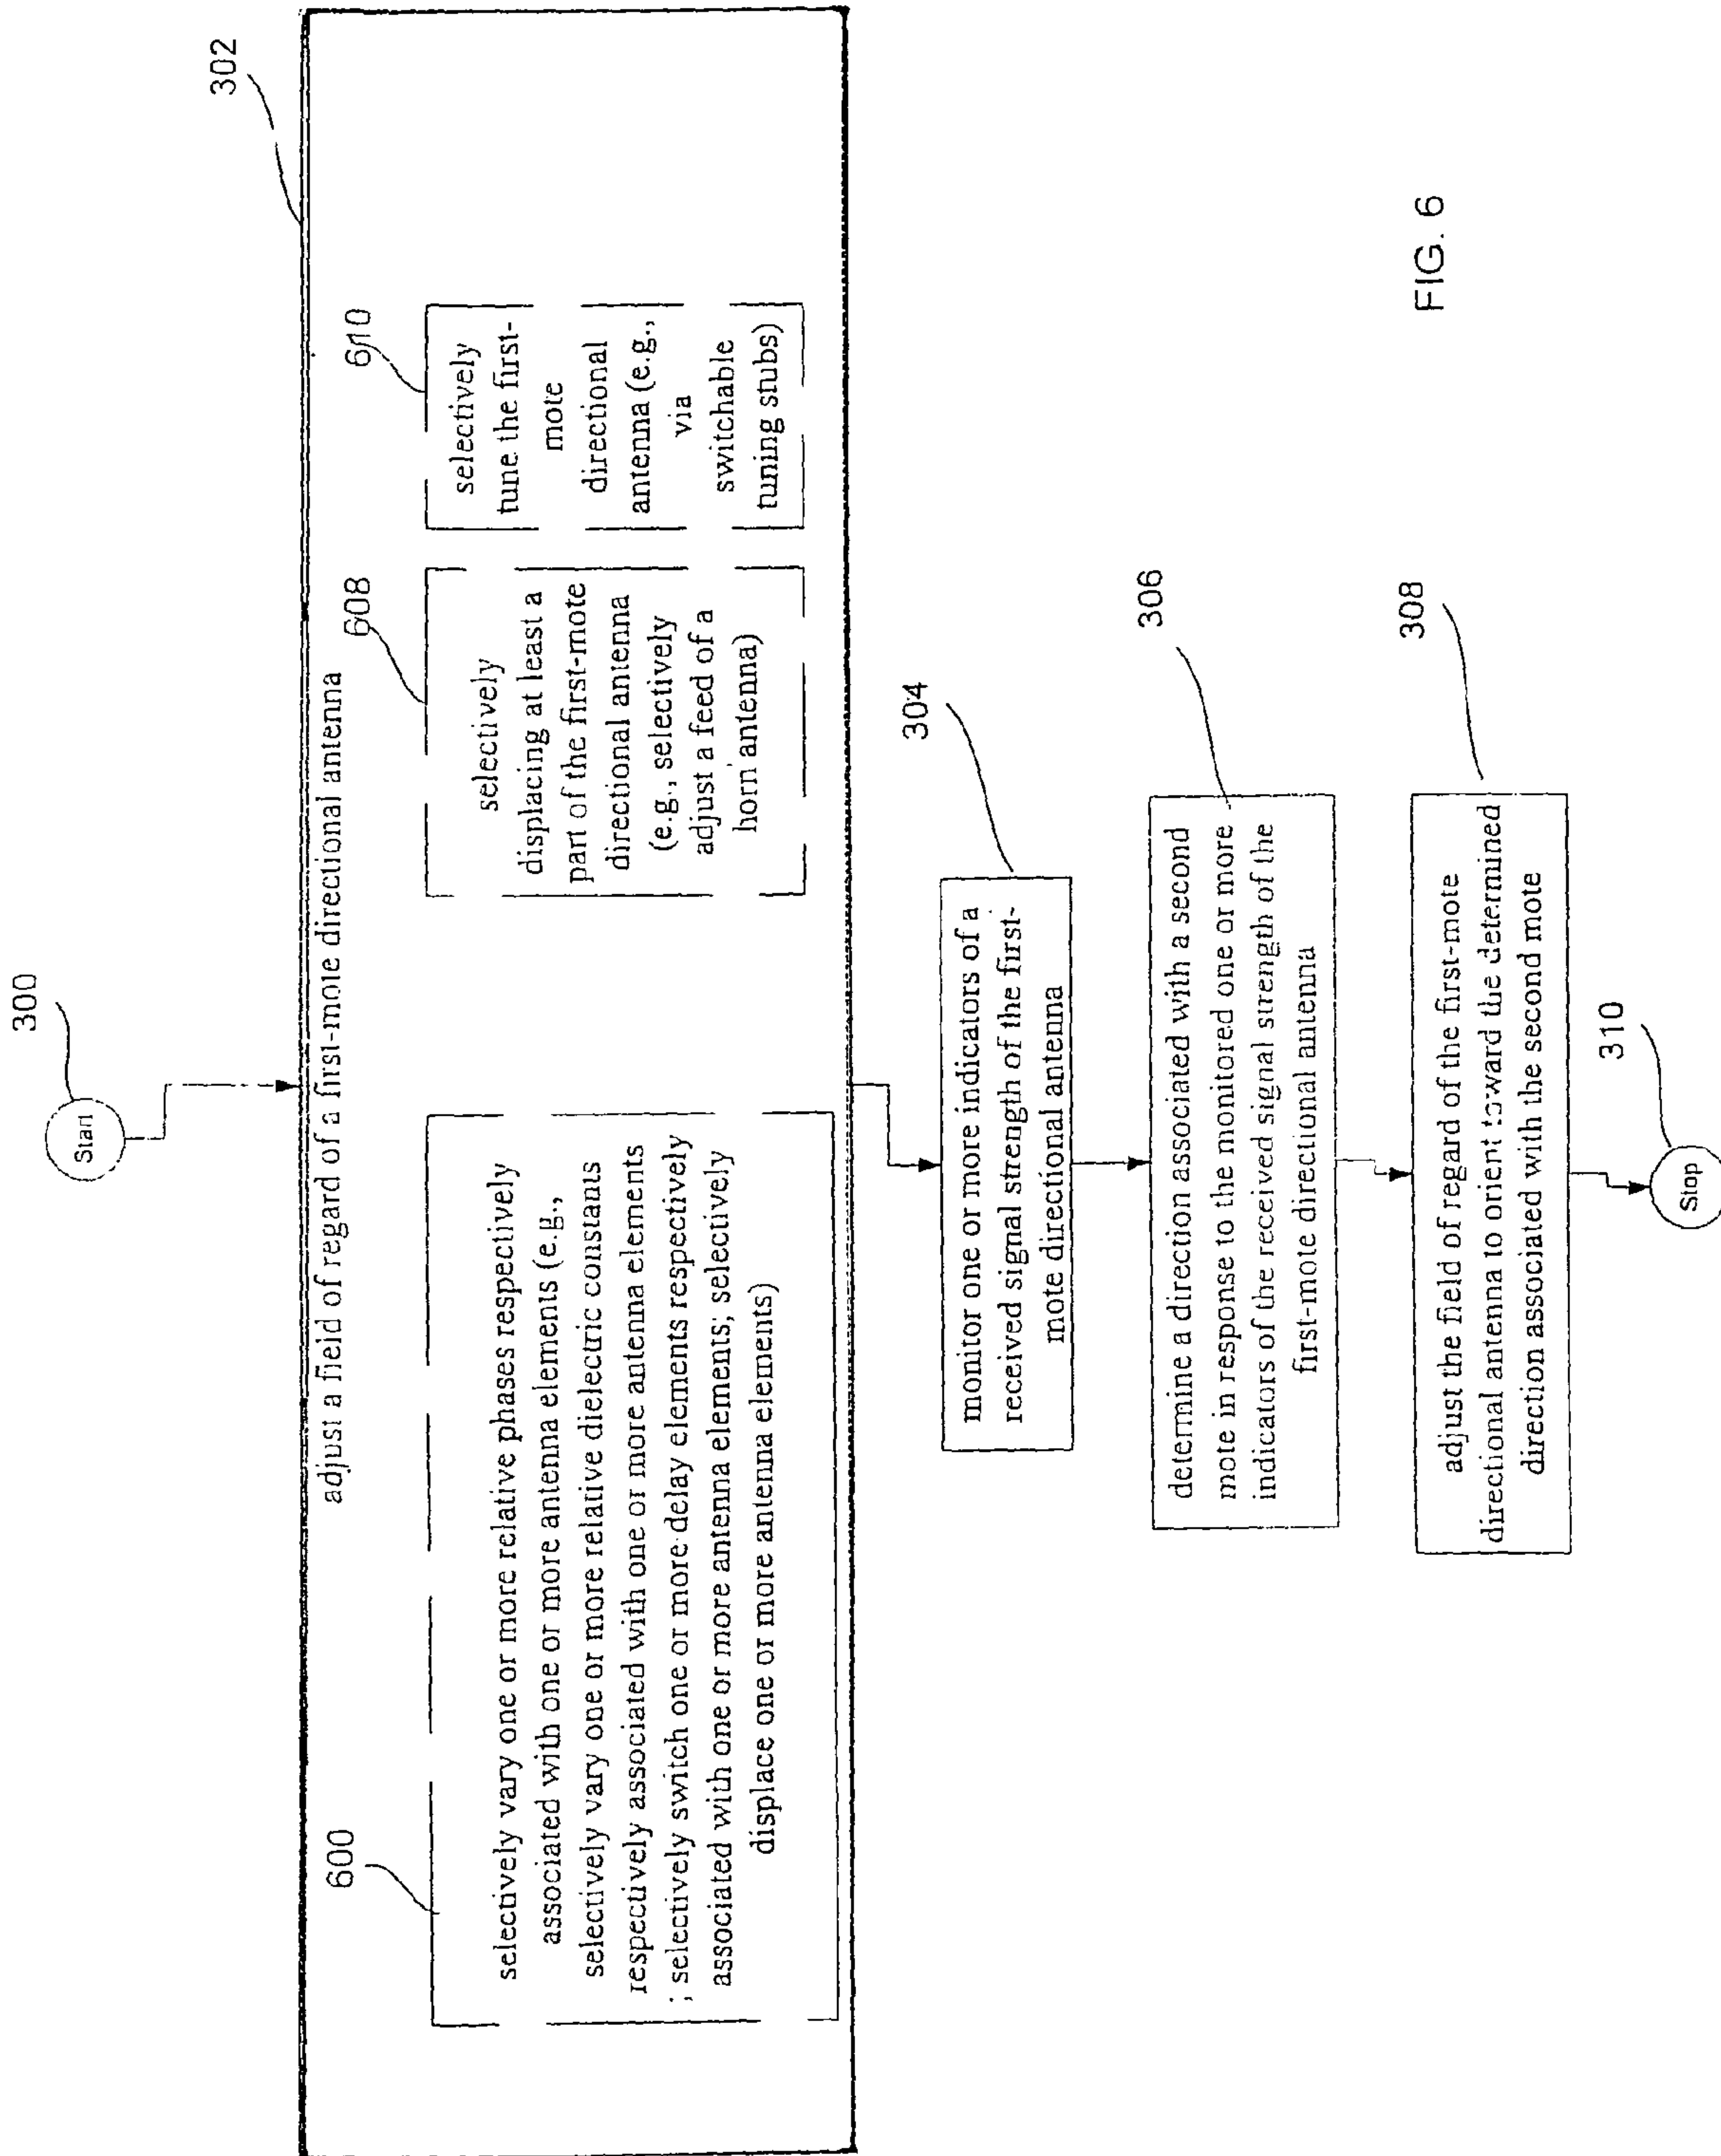 300
Start
302
adjust a field of regard of a first-mote directional antenna
600
selectively vary one or more relative phases respectively
associated with one or more antenna elements (e.g.,
selectively vary one or more relative dielectric constants
respectively associated with one or more antenna elements
; selectively switch one or more delay elements respectively
associated with one or more antenna elements; selectively
displace one or more antenna elements)
608
selectively
displacing at least a
part of the first-mote
directional antenna
(e.g., selectively
adjust a feed of a
horn antenna)
610
selectively
tune the first-
mote
directional
antenna (e.g.,
via
switchable
tuning stubs)
304
monitor one or more indicators of a
received signal strength of the first-
mote directional antenna
306
determine a direction associated with a second
mote in response to the monitored one or more
indicators of the received signal strength of the
first-mote directional antenna
308
adjust the field of regard of the first-mote
directional antenna to orient toward the determined
direction associated with the second mote
310
Stop
FIG. 6